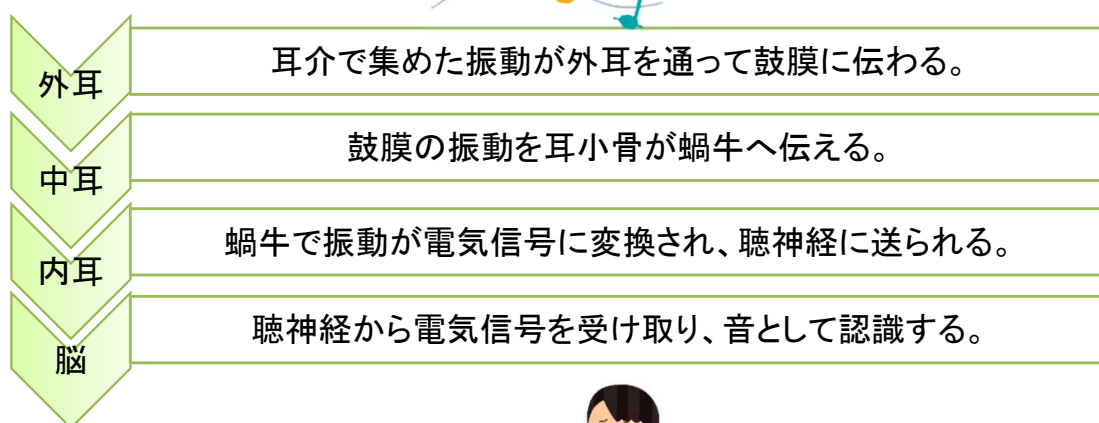 外耳
耳介で集めた振動が外耳を通って鼓膜に伝わる。
中耳
鼓膜の振動を耳小骨が蝸牛へ伝える。
内耳
蝸牛で振動が電気信号に変換され、聴神経に送られる。
脳
聴神経から電気信号を受け取り、音として認識する。